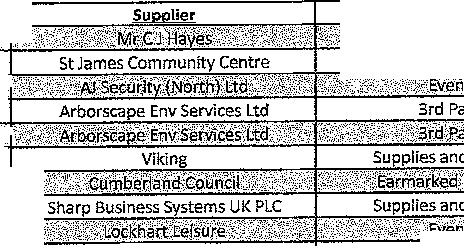 Supplier
Mr C J Hayes
St James Community Centre
AJ Security (North) Ltd Even
Arborscape Env Services Ltd 3rd Pa
Arborscape Env Services Ltd 3rd Pa
Viking Supplies and
Cumberland Council Earmarked
Sharp Business Systems UK PLC Supplies and
Lockhart Leisure Even